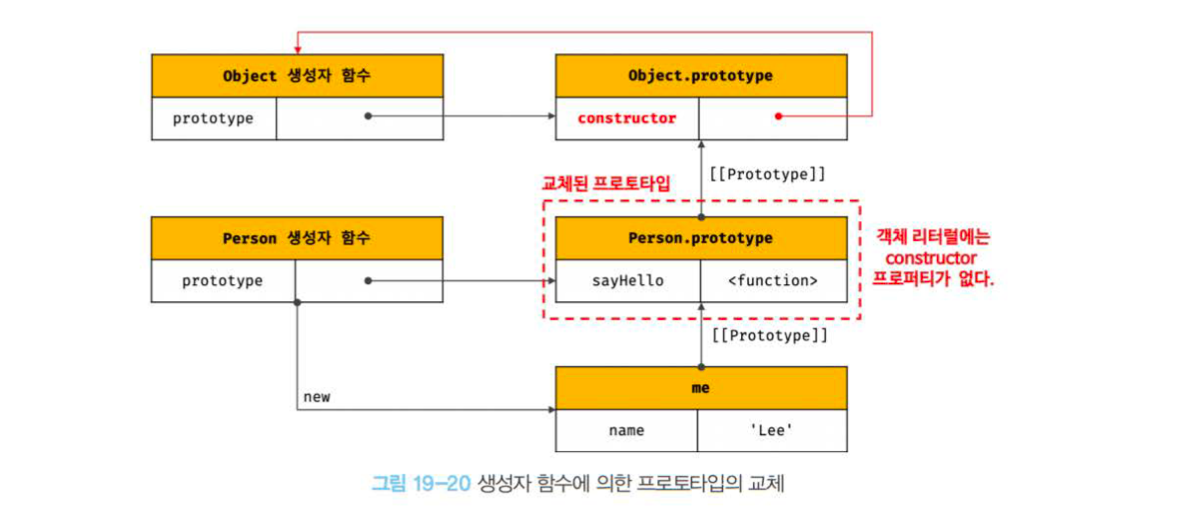 Object 생성자 함수
Object.prototype
prototype
constructor
[[Prototype]]
교체된 프로토타입
Person 생성자 함수
Person.prototype
객체 리터럴에는
constructor
프로퍼티가 없다.
prototype
sayHello
<function>
[[Prototype]]
me
new
name
'Lee'
그림 19-20 생성자 함수에 의한 프로토타입의 교체